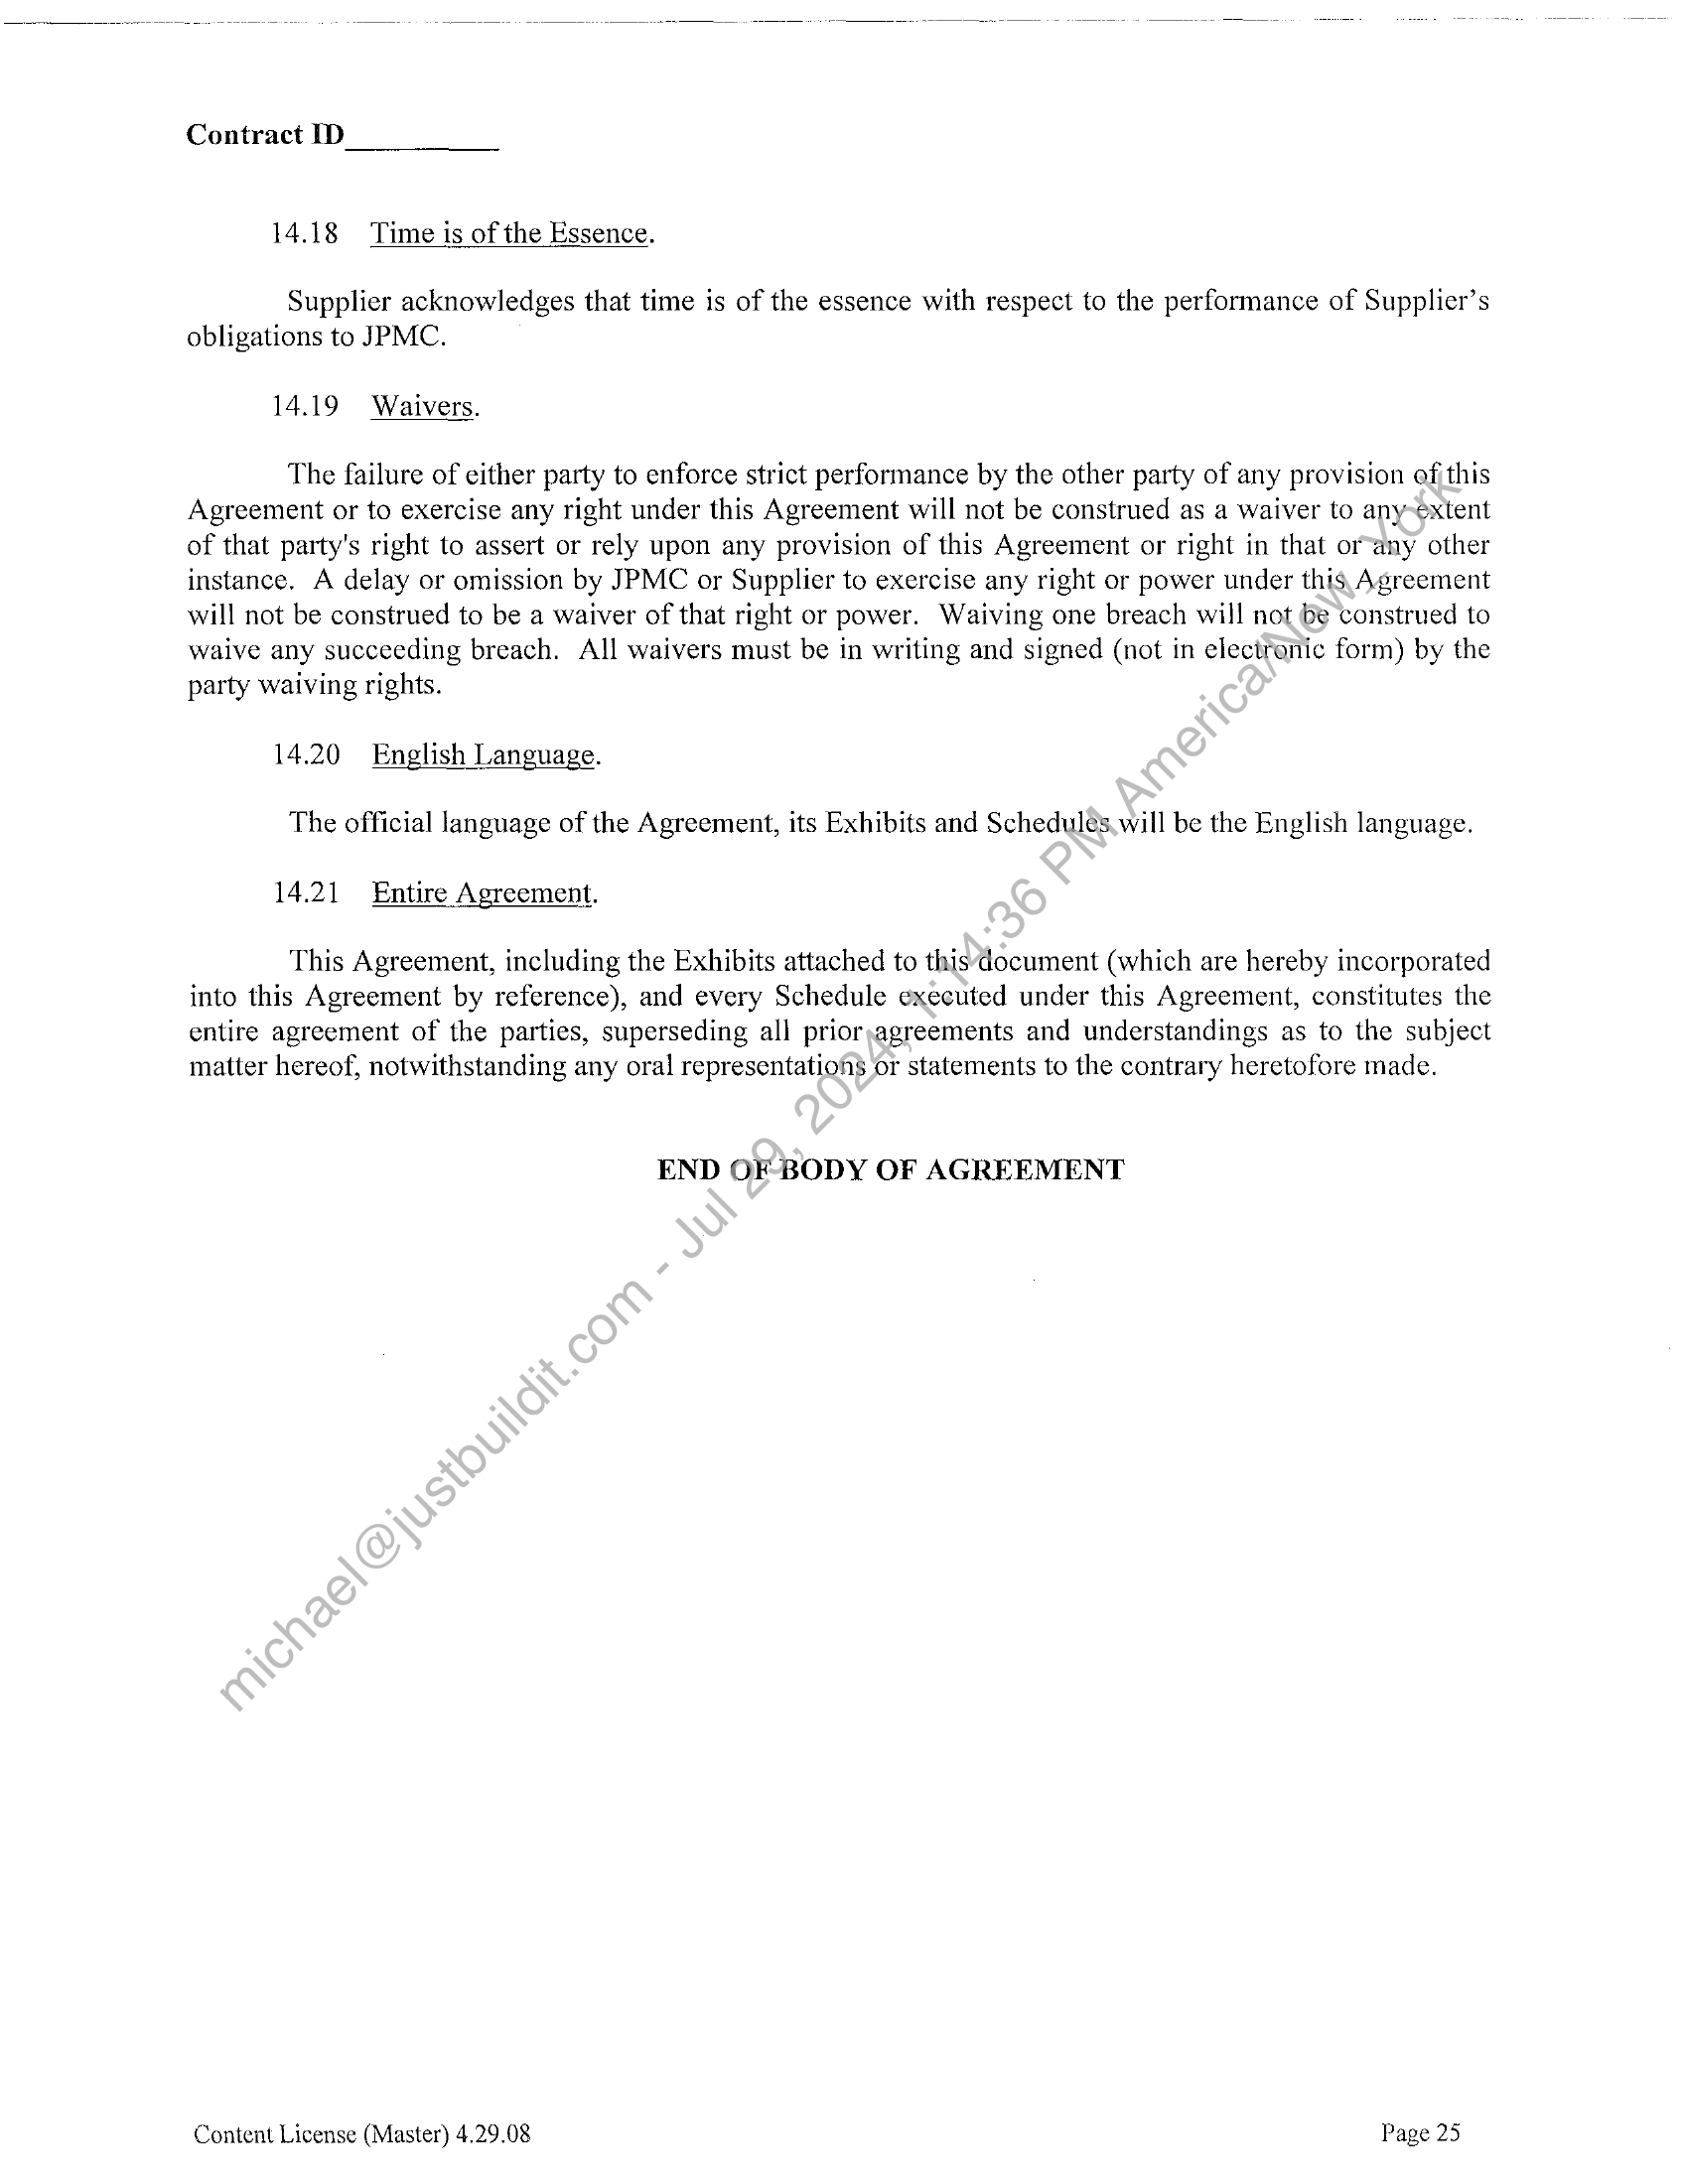 Contract ID__________
14.18 Time is of the Essence.
Supplier acknowledges that time is of the essence with respect to the performance of Supplier's
obligations to JPMC.
14.19 Waivers.
The failure of either party to enforce strict performance by the other party of any provision of this
Agreement or to exercise any right under this Agreement will not be construed as a waiver to any extent
of that party's right to assert or rely upon any provision of this Agreement or right in that or any other
instance. A delay or omission by JPMC or Supplier to exercise any right or power under this Agreement
will not be construed to be a waiver of that right or power. Waiving one breach will not be construed to
waive any succeeding breach. All waivers must be in writing and signed (not in electronic form) by the
party waiving rights.
14.20 English Language.
The official language of the Agreement, its Exhibits and Schedules will be the English language.
14.21 Entire Agreement.
This Agreement, including the Exhibits attached to this document (which are hereby incorporated
into this Agreement by reference), and every Schedule executed under this Agreement, constitutes the
entire agreement of the parties, superseding all prior agreements and understandings as to the subject
matter hereof, notwithstanding any oral representations or statements to the contrary heretofore made.
END OF BODY OF AGREEMENT
michael@justbuildit.com - Jul 29, 2024, 1:14:36 PM America/New_York
Content License (Master) 4.29.08 Page 25